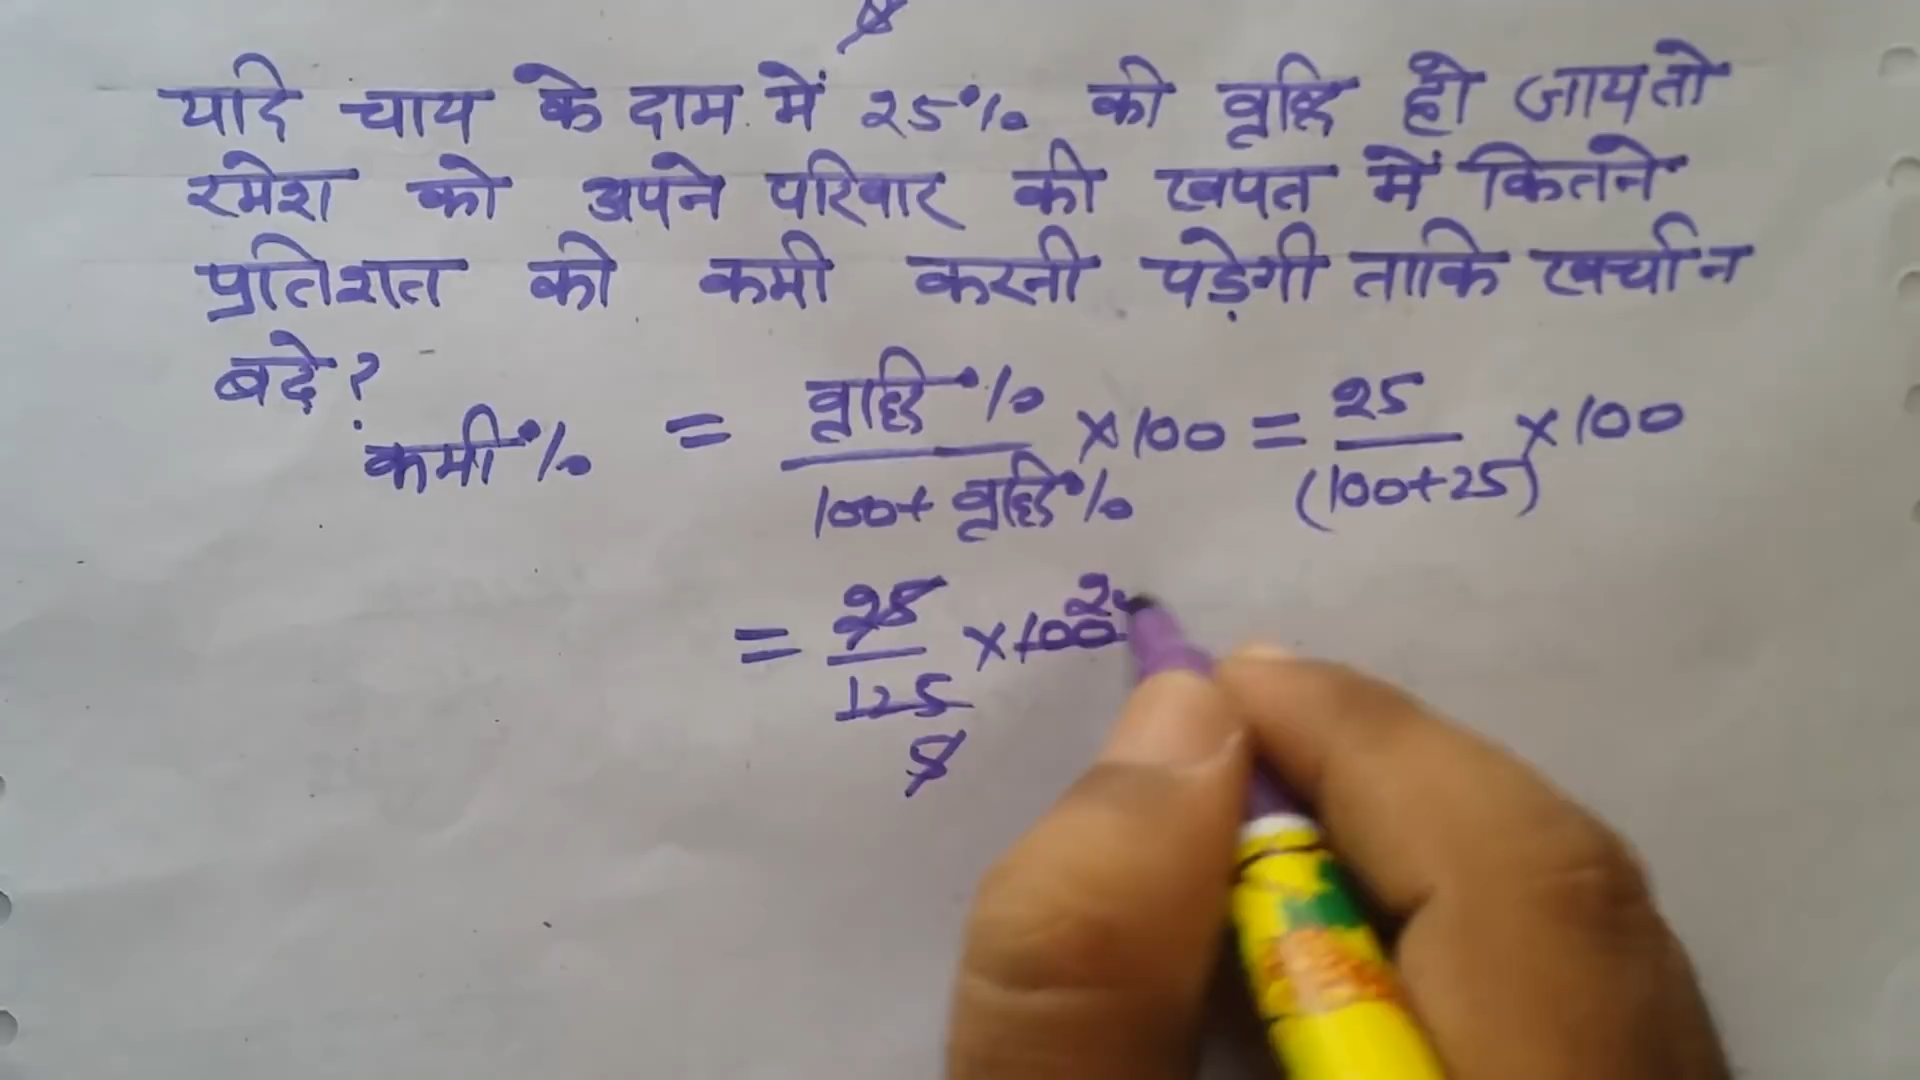 यदि चाय के दाम में 25% की वृद्धि हो जाय तो
रमेश को अपने परिवार की खपत में कितने
प्रतिशत की कमी करनी पड़ेगी ताकि खर्चा न
बढ़े?
कमी% = वृद्धि% / 100+ वृद्धि% ×100 = 25 / (100+25) ×100
= 25 / 125 ×100
5